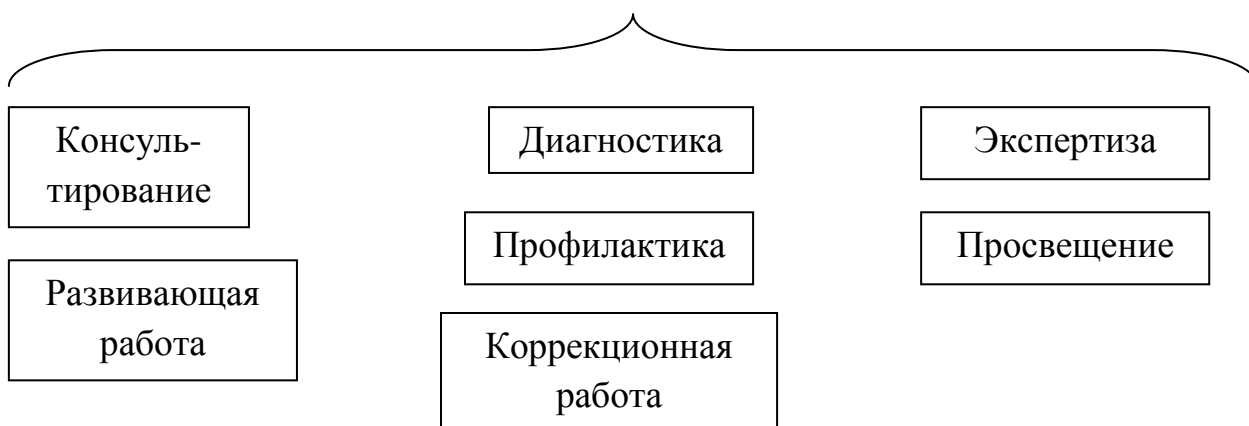 Консуль-
тирование
Диагностика
Экспертиза
Профилактика
Просвещение
Развивающая
работа
Коррекционная
работа